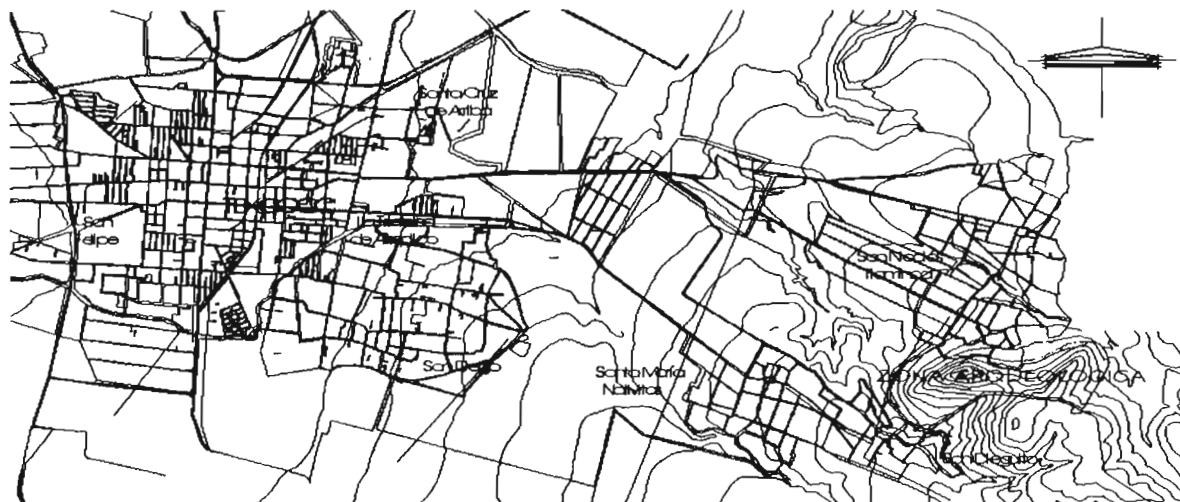 Santa Cruz
de Arriba
San
Felipe
San Diego
Santa María
Nativitas
San Nicolás
Tlaminca
ZONA ARQUEOLOGICA
San Dieguito